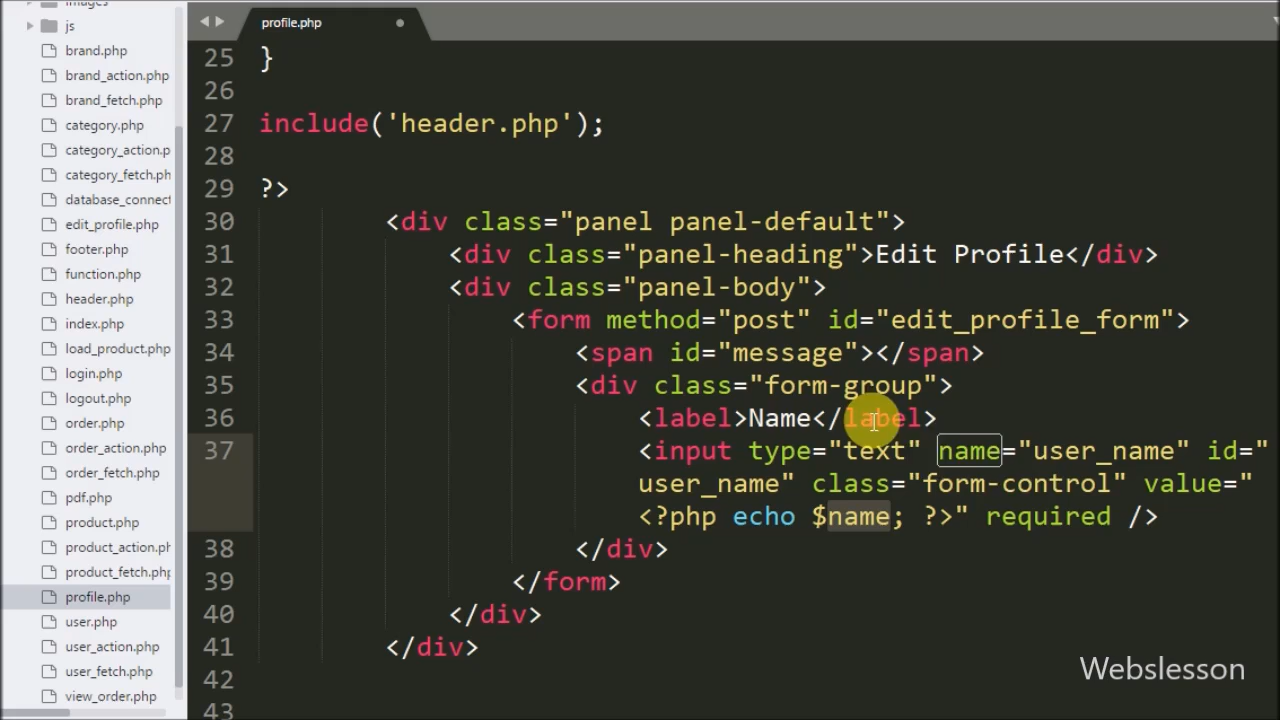 images
js
brand.php
brand_action.php
brand_fetch.php
category.php
category_action.p
category_fetch.ph
database_connect
edit_profile.php
footer.php
function.php
header.php
index.php
load_product.php
login.php
logout.php
order.php
order_action.php
order_fetch.php
pdf.php
product.php
product_action.ph
product_fetch.php
profile.php
user.php
user_action.php
user_fetch.php
view_order.php
profile.php
25 }
26
27 include('header.php');
28
29 ?>
30 <div class="panel panel-default">
31 <div class="panel-heading">Edit Profile</div>
32 <div class="panel-body">
33 <form method="post" id="edit_profile_form">
34 <span id="message"></span>
35 <div class="form-group">
36 <label>Name</label>
37 <input type="text" name="user_name" id="
user_name" class="form-control" value="
<?php echo $name; ?>" required />
38 </div>
39 </form>
40 </div>
41 </div>
42
43
Webslesson